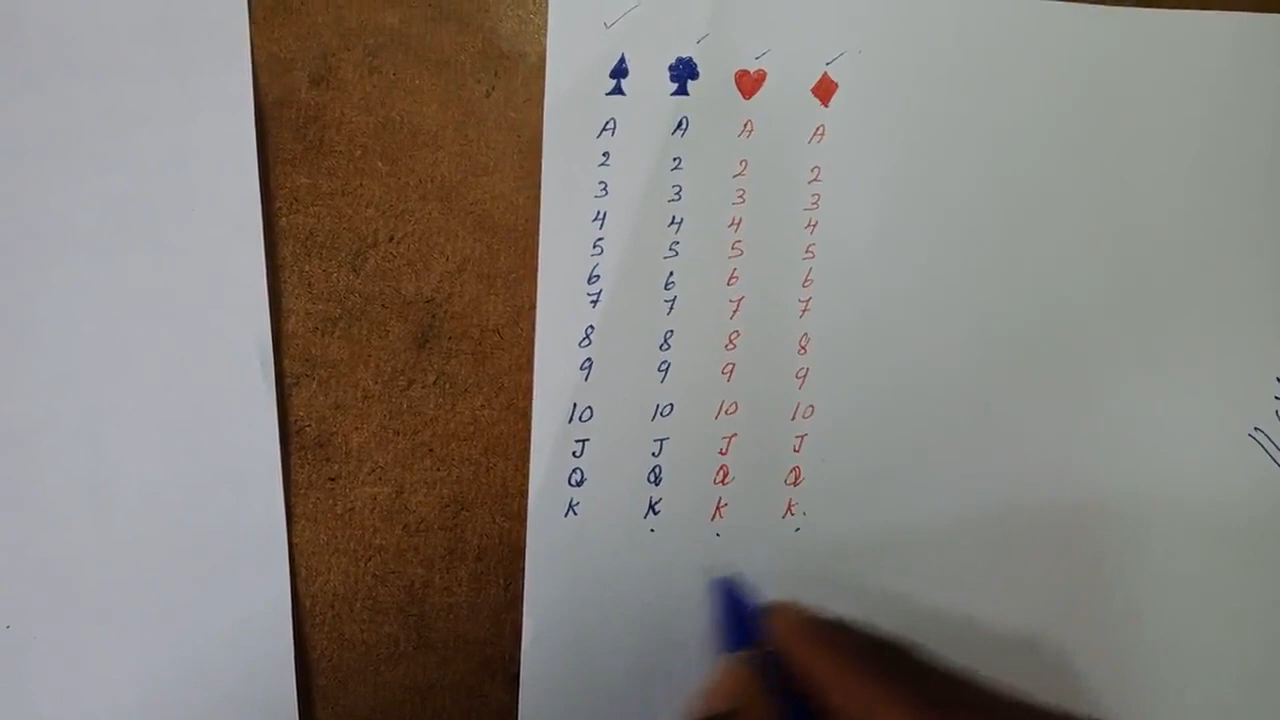 A A A A
2 2 2 2
3 3 3 3
4 4 4 4
5 5 5 5
6 6 6 6
7 7 7 7
8 8 8 8
9 9 9 9
10 10 10 10
J J J J
Q Q Q Q
K K K K.